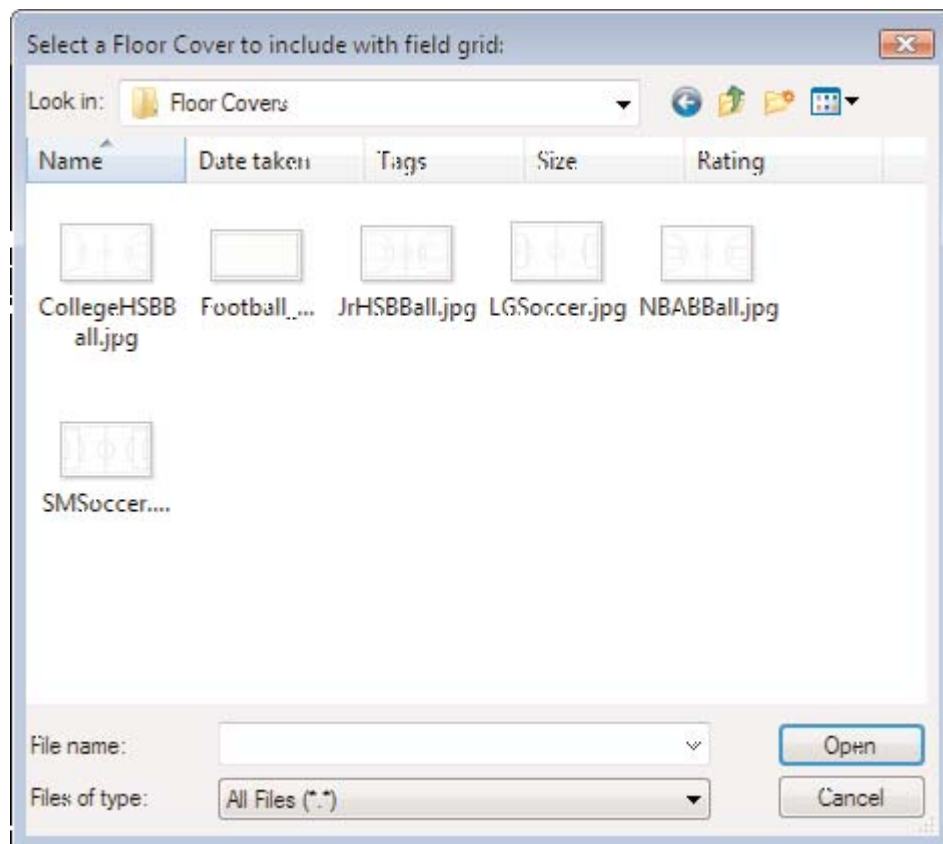 Select a Floor Cover to include with field grid:
Look in: Floor Covers
Name Date taken Tags Size Rating
CollegeHSBB Football_... JrHSBBall.jpg LGSoccer.jpg NBABBall.jpg
all.jpg
SMSoccer....
File name: Open
Files of type: All Files (*.*) Cancel